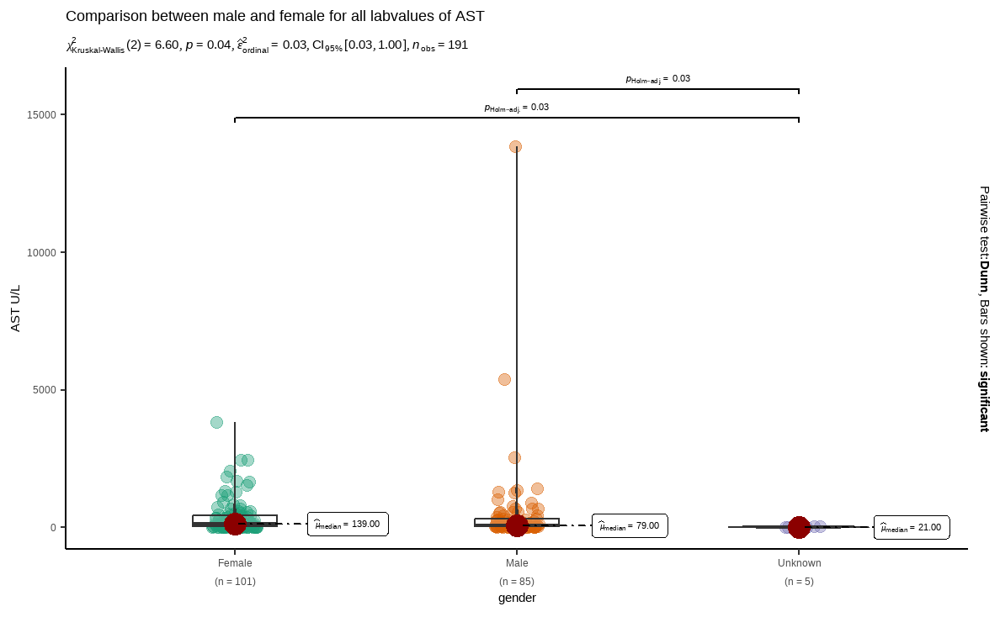 Comparison between male and female for all labvalues of AST
χ²Kruskal-Wallis (2) = 6.60, p = 0.04, ε̂²ordinal = 0.03, CI95% [0.03, 1.00], nobs = 191
pHolm-adj. = 0.03
pHolm-adj. = 0.03
15000
10000
5000
0
AST U/L
μ̂median = 139.00
μ̂median = 79.00
μ̂median = 21.00
Female
(n = 101)
Male
(n = 85)
Unknown
(n = 5)
gender
Pairwise test:Dunn, Bars shown: significant